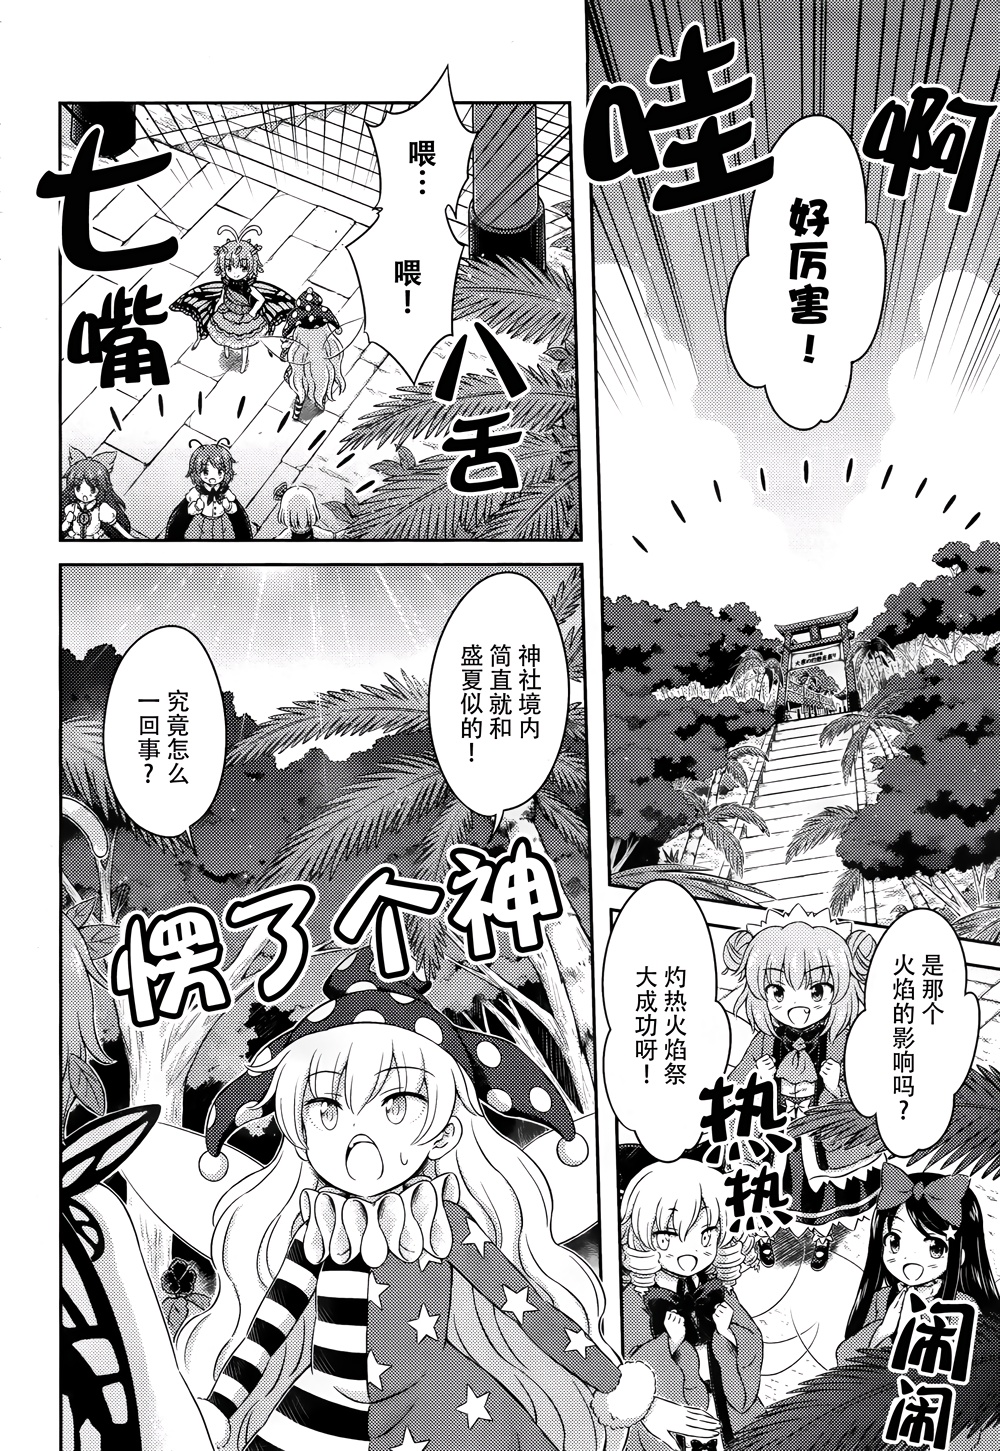 啊
哇
好厉害！
是那个
火焰的影响吗？
灼热火焰祭
大成功呀！
热
热
闹
闹
喂…
喂！
七
嘴
八
舌
神社境内
简直就和
盛夏似的！
究竟怎么
一回事？
愣了个神